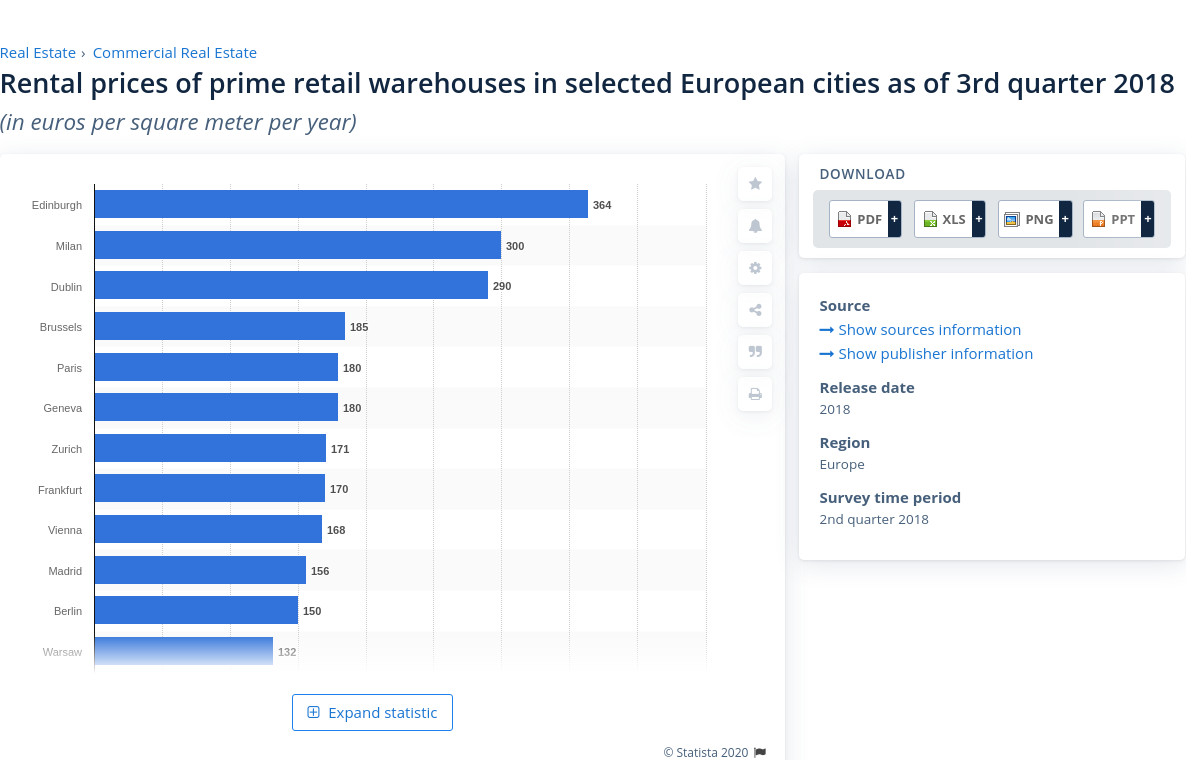 Real Estate › Commercial Real Estate
Rental prices of prime retail warehouses in selected European cities as of 3rd quarter 2018
(in euros per square meter per year)
Edinburgh 364
Milan 300
Dublin 290
Brussels 185
Paris 180
Geneva 180
Zurich 171
Frankfurt 170
Vienna 168
Madrid 156
Berlin 150
Warsaw 132
Expand statistic
© Statista 2020
DOWNLOAD
PDF + XLS + PNG + PPT +
Source
Show sources information
Show publisher information
Release date
2018
Region
Europe
Survey time period
2nd quarter 2018